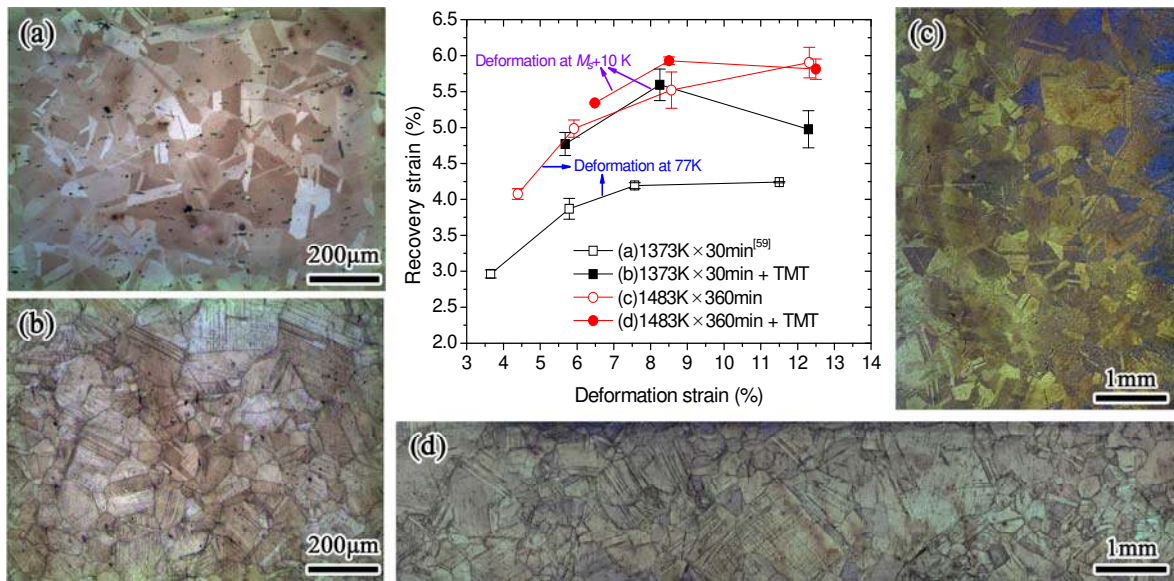 (a)
200μm
(b)
200μm
Recovery strain (%)
6.5
6.0
5.5
5.0
4.5
4.0
3.5
3.0
2.5
2.0
Deformation at Ms+10 K
Deformation at 77K
(a)1373K×30min[59]
(b)1373K×30min + TMT
(c)1483K×360min
(d)1483K×360min + TMT
3 4 5 6 7 8 9 10 11 12 13 14
Deformation strain (%)
(c)
1mm
(d)
1mm